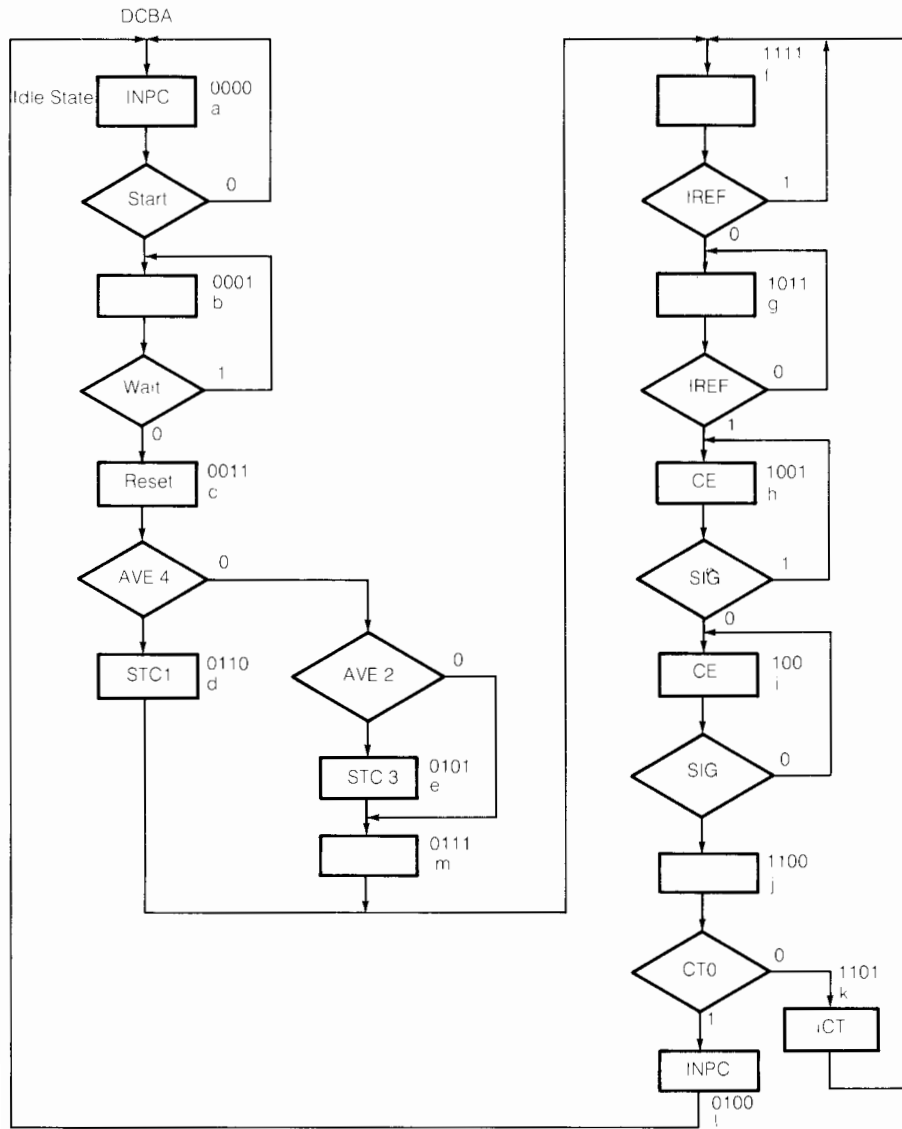 DCBA
Idle State
INPC
0000
a
Start
0
0001
b
Wait
1
0
Reset
0011
c
AVE 4
0
STC1
0110
d
AVE 2
0
STC 3
0101
e
0111
m
1111
f
IREF
1
0
1011
g
IREF
0
1
CE
1001
h
SIG
1
0
CE
100
i
SIG
0
1100
j
CT0
0
1
1101
k
ICT
INPC
0100
l